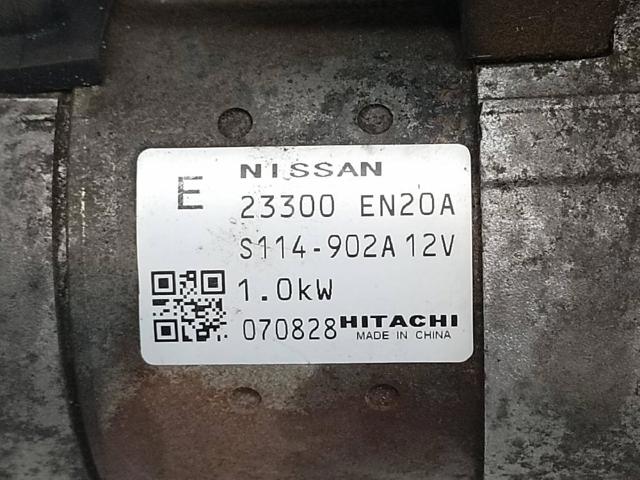 NISSAN
E 23300 EN20A
S114-902A 12V
1.0kW
070828 HITACHI
MADE IN CHINA